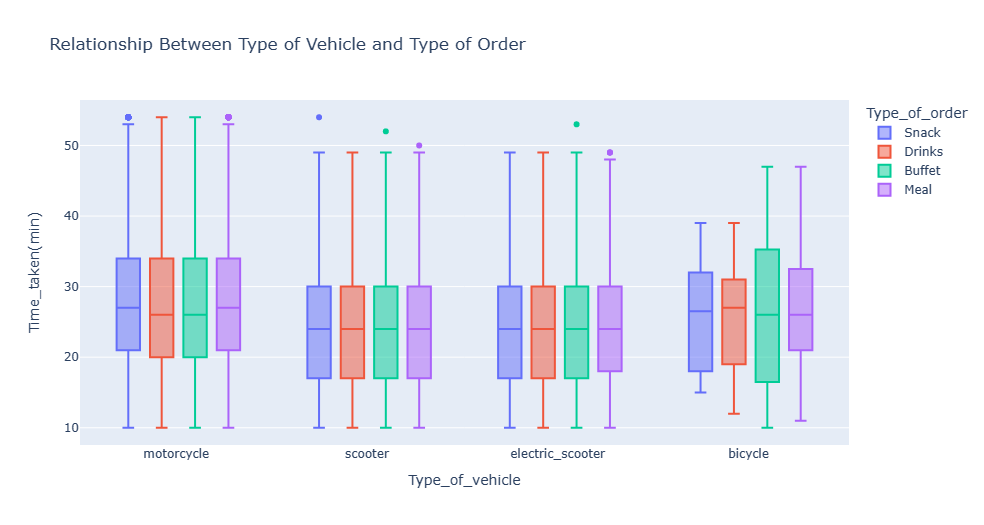 Relationship Between Type of Vehicle and Type of Order
Type_of_order
Snack
Drinks
Buffet
Meal
Time_taken(min)
50
40
30
20
10
motorcycle
scooter
electric_scooter
bicycle
Type_of_vehicle